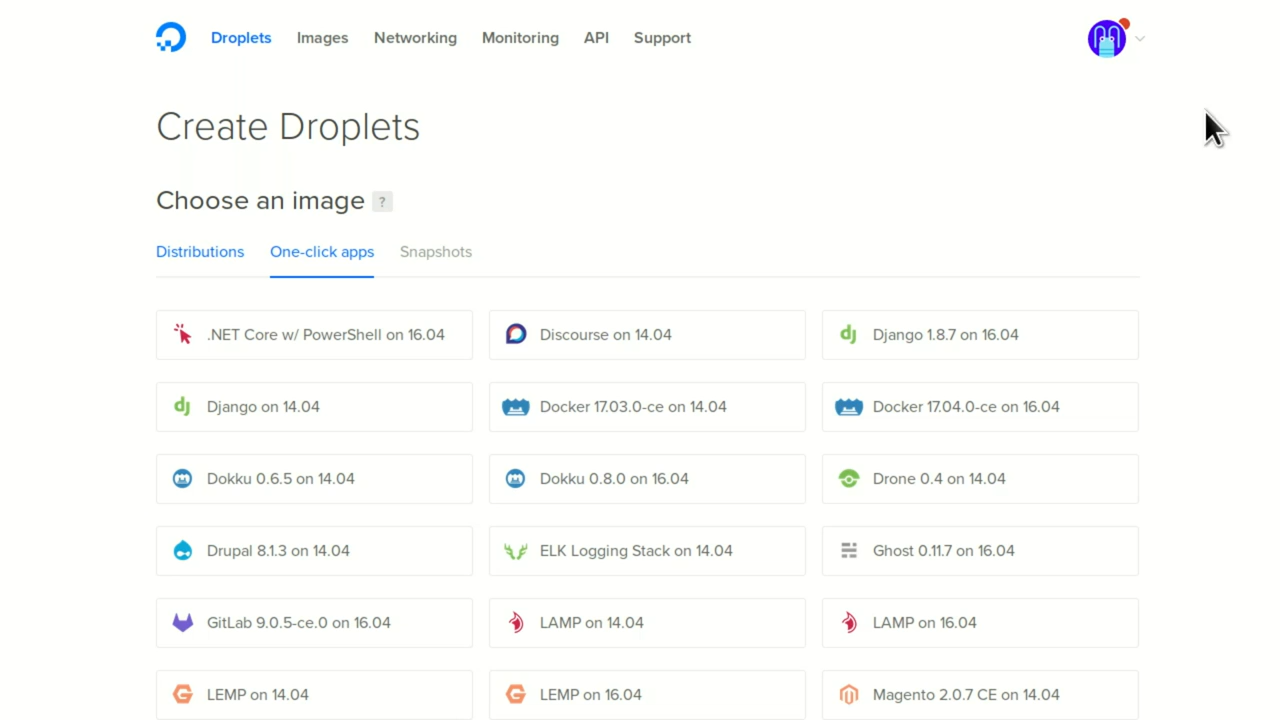 Droplets Images Networking Monitoring API Support
Create Droplets
Choose an image ?
Distributions One-click apps Snapshots
.NET Core w/ PowerShell on 16.04 Discourse on 14.04 Django 1.8.7 on 16.04
Django on 14.04 Docker 17.03.0-ce on 14.04 Docker 17.04.0-ce on 16.04
Dokku 0.6.5 on 14.04 Dokku 0.8.0 on 16.04 Drone 0.4 on 14.04
Drupal 8.1.3 on 14.04 ELK Logging Stack on 14.04 Ghost 0.11.7 on 16.04
GitLab 9.0.5-ce.0 on 16.04 LAMP on 14.04 LAMP on 16.04
LEMP on 14.04 LEMP on 16.04 Magento 2.0.7 CE on 14.04